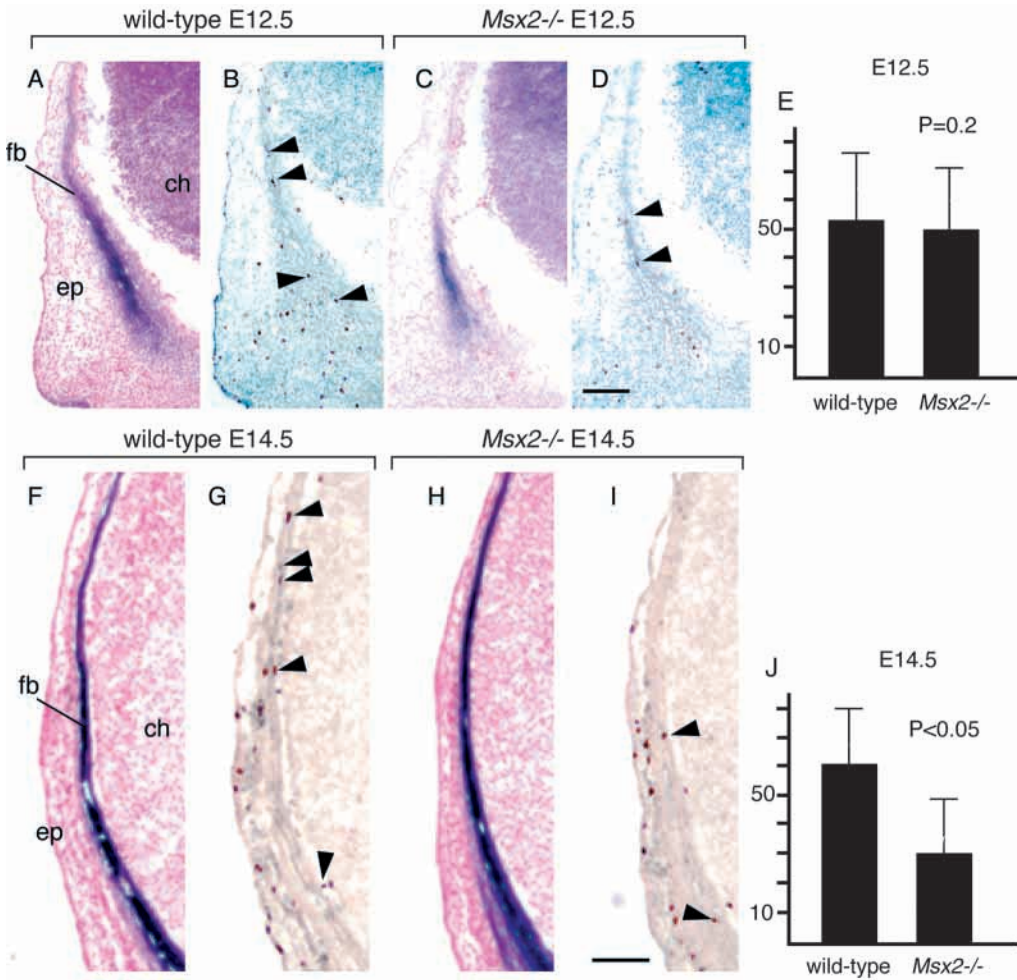 wild-type E12.5
Msx2-/- E12.5
A
B
C
D
fb
ch
ep
E12.5
E
P=0.2
50
10
wild-type Msx2-/-
wild-type E14.5
Msx2-/- E14.5
F
G
H
I
fb
ch
ep
E14.5
J
P<0.05
50
10
wild-type Msx2-/-